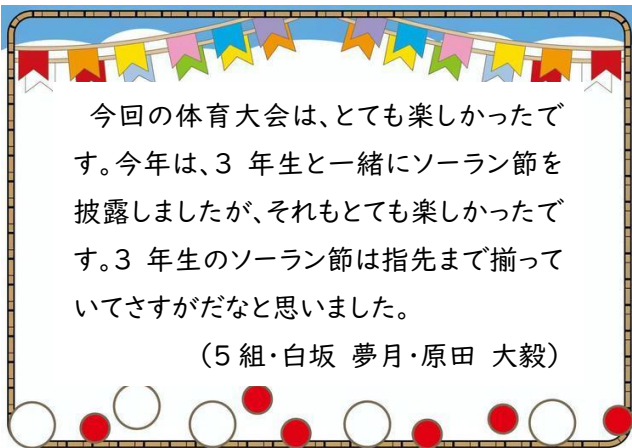 今回の体育大会は、とても楽しかったで
す。今年は、3 年生と一緒にソーラン節を
披露しましたが、それもとても楽しかったで
す。3 年生のソーラン節は指先まで揃って
いてさすがだなと思いました。
（5組・白坂 夢月・原田 大毅）